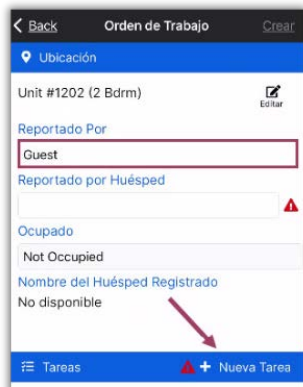 Back Orden de Trabajo Crear
Ubicación
Unit #1202 (2 Bdrm) Editar
Reportado Por
Guest
Reportado por Huésped
Ocupado
Not Occupied
Nombre del Huésped Registrado
No disponible
Tareas + Nueva Tarea